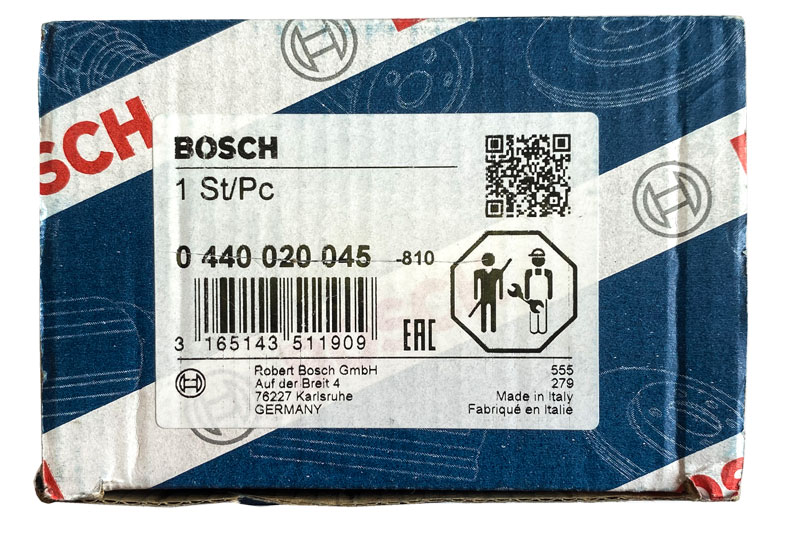 BOSCH
BOSCH
1 St/Pc
0 440 020 045 -810
3 165143 511909
EAC
Robert Bosch GmbH
Auf der Breit 4
76227 Karlsruhe
GERMANY
555
279
Made in Italy
Fabriqué en Italie